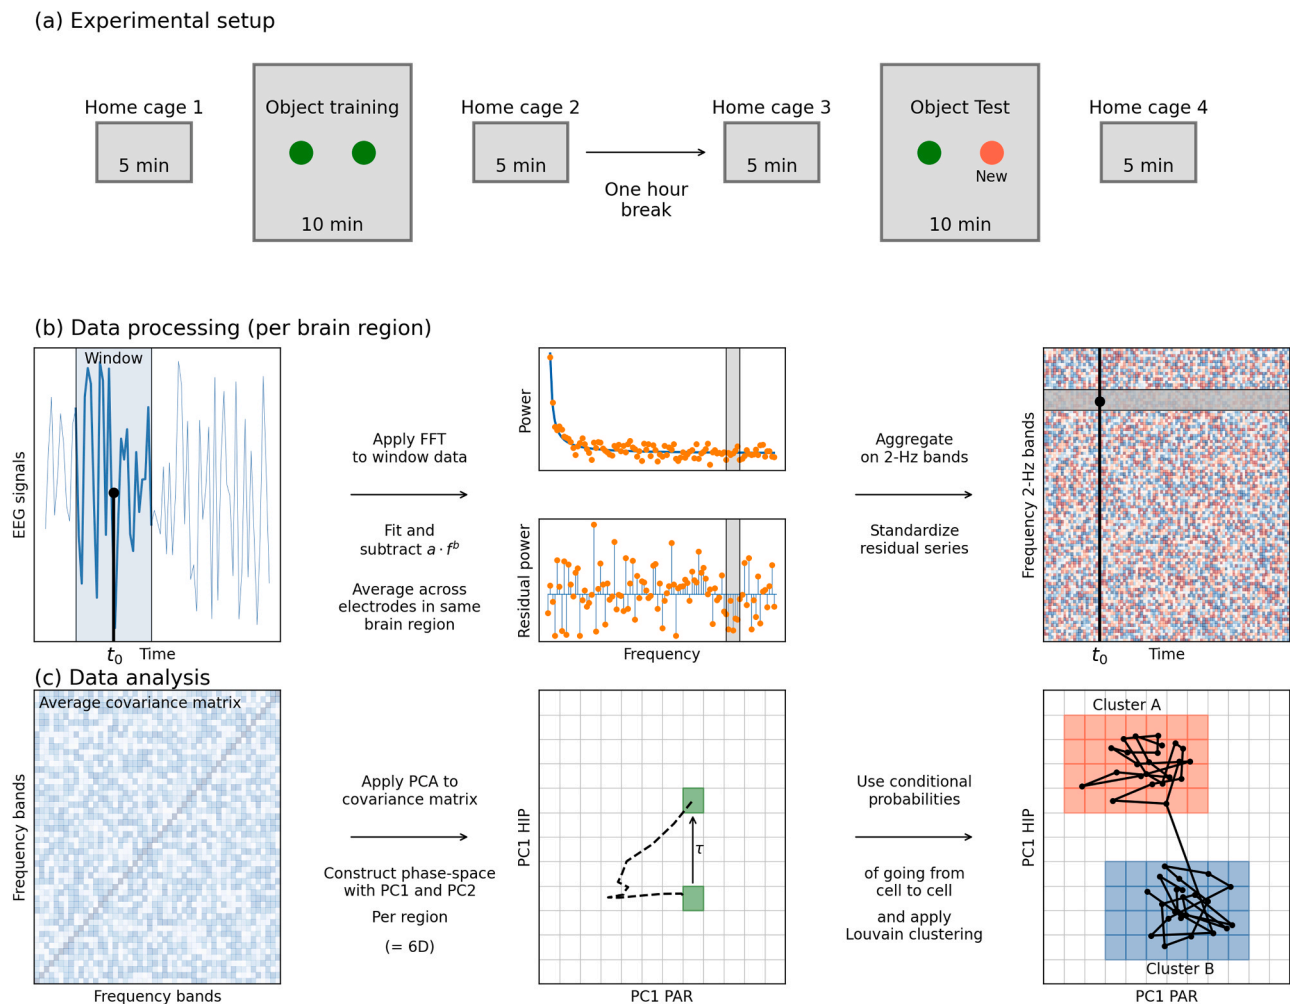 (a) Experimental setup
Home cage 1
5 min
Object training
10 min
Home cage 2
5 min
One hour
break
Home cage 3
5 min
Object Test
New
10 min
Home cage 4
5 min
(b) Data processing (per brain region)
EEG signals
Window
t₀
Time
Apply FFT
to window data
Fit and
subtract a · fᵇ
Average across
electrodes in same
brain region
Power
Residual power
Frequency
Aggregate
on 2-Hz bands
Standardize
residual series
Frequency 2-Hz bands
t₀
Time
(c) Data analysis
Average covariance matrix
Frequency bands
Frequency bands
Apply PCA to
covariance matrix
Construct phase-space
with PC1 and PC2
Per region
(= 6D)
PC1 HIP
τ
PC1 PAR
Use conditional
probabilities
of going from
cell to cell
and apply
Louvain clustering
PC1 HIP
Cluster A
Cluster B
PC1 PAR